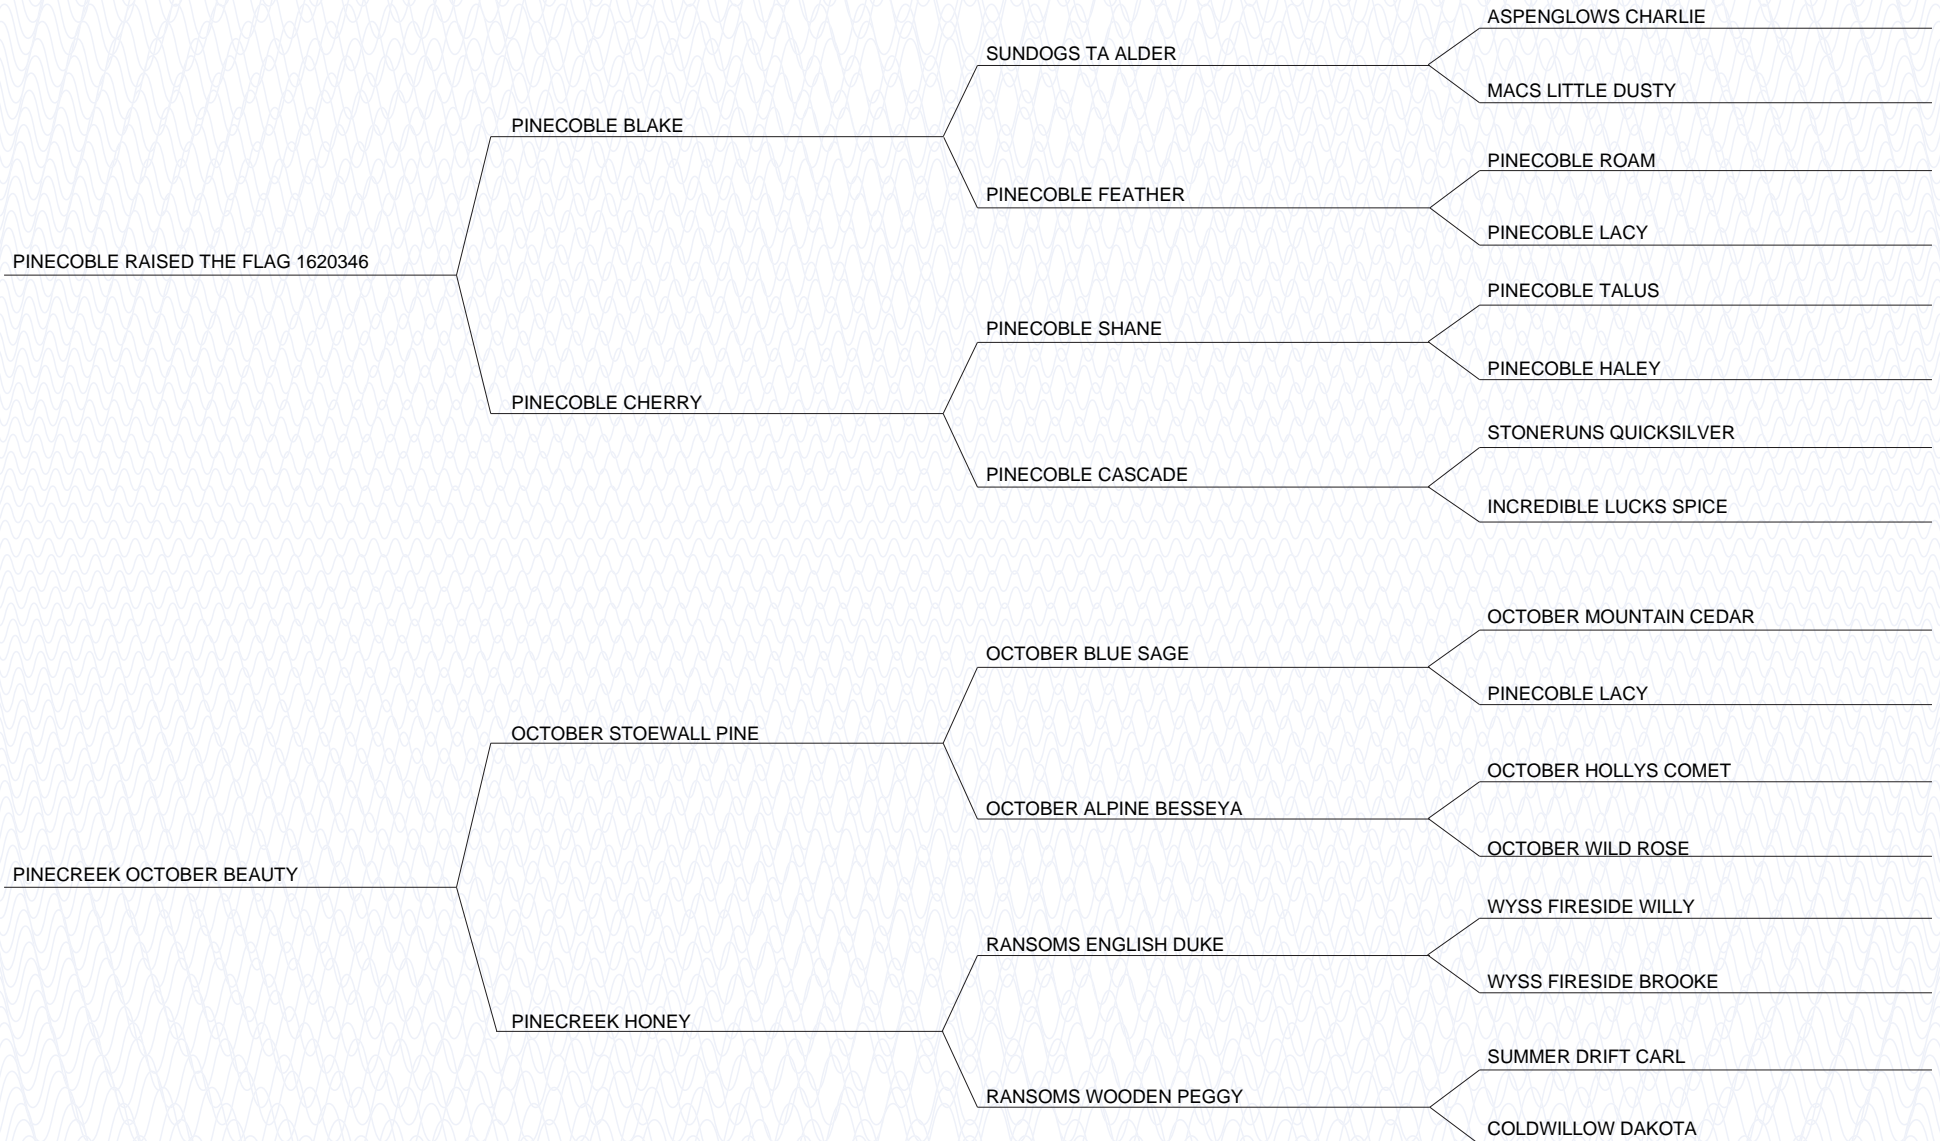 ASPENGLOWS CHARLIE
SUNDOGS TA ALDER
MACS LITTLE DUSTY
PINECOBLE BLAKE
PINECOBLE ROAM
PINECOBLE FEATHER
PINECOBLE LACY
PINECOBLE RAISED THE FLAG 1620346
PINECOBLE TALUS
PINECOBLE SHANE
PINECOBLE HALEY
PINECOBLE CHERRY
STONERUNS QUICKSILVER
PINECOBLE CASCADE
INCREDIBLE LUCKS SPICE
OCTOBER MOUNTAIN CEDAR
OCTOBER BLUE SAGE
PINECOBLE LACY
OCTOBER STOEWALL PINE
OCTOBER HOLLYS COMET
OCTOBER ALPINE BESSEYA
OCTOBER WILD ROSE
PINECREEK OCTOBER BEAUTY
WYSS FIRESIDE WILLY
RANSOMS ENGLISH DUKE
WYSS FIRESIDE BROOKE
PINECREEK HONEY
SUMMER DRIFT CARL
RANSOMS WOODEN PEGGY
COLDWILLOW DAKOTA